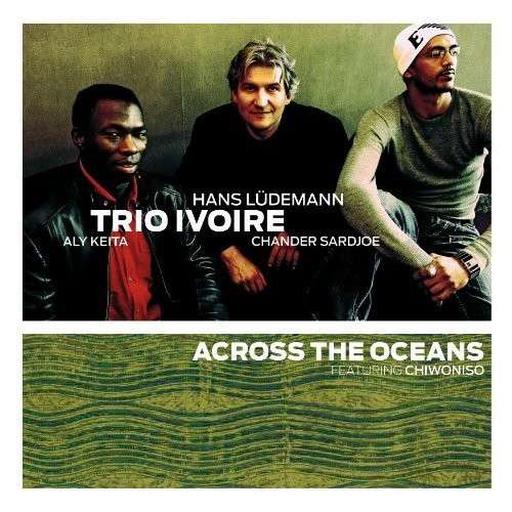 E
HANS LÜDEMANN
TRIO IVOIRE
ALY KEITA CHANDER SARDJOE
ACROSS THE OCEANS
FEATURING CHIWONISO